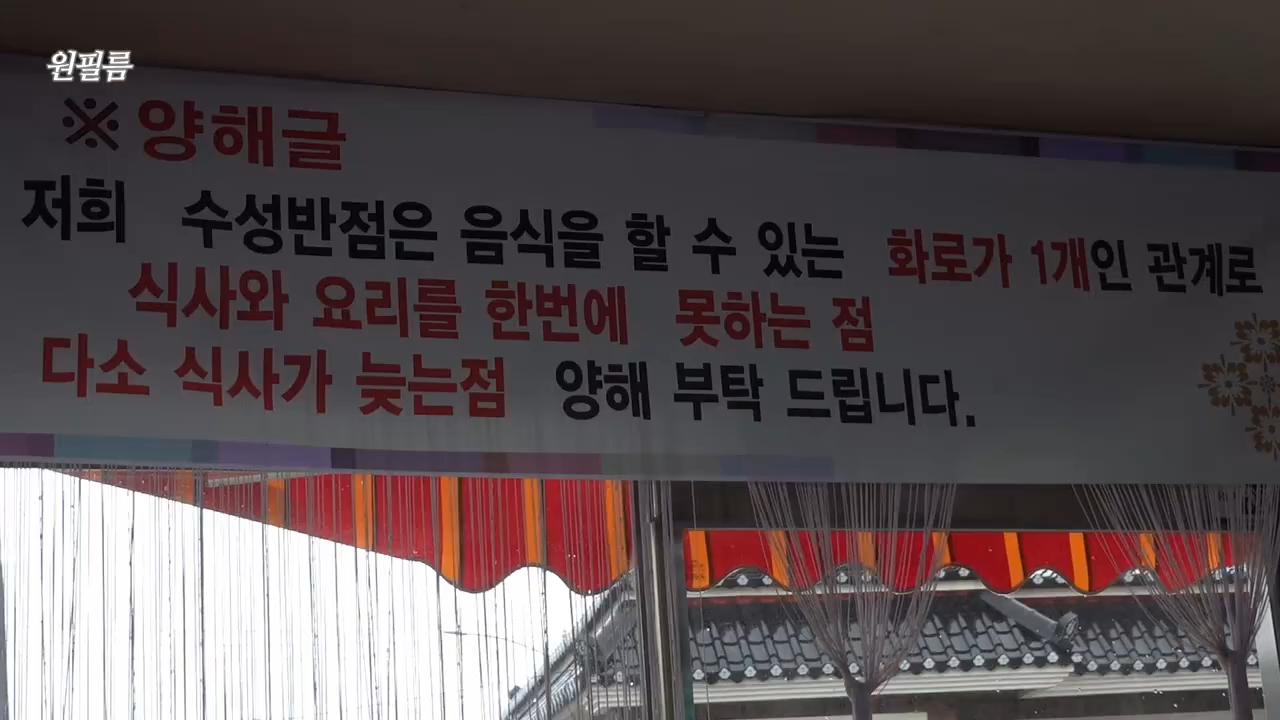 원필름
※양해글
저희 수성반점은 음식을 할 수 있는 화로가 1개인 관계로
식사와 요리를 한번에 못하는 점
다소 식사가 늦는점 양해 부탁 드립니다.